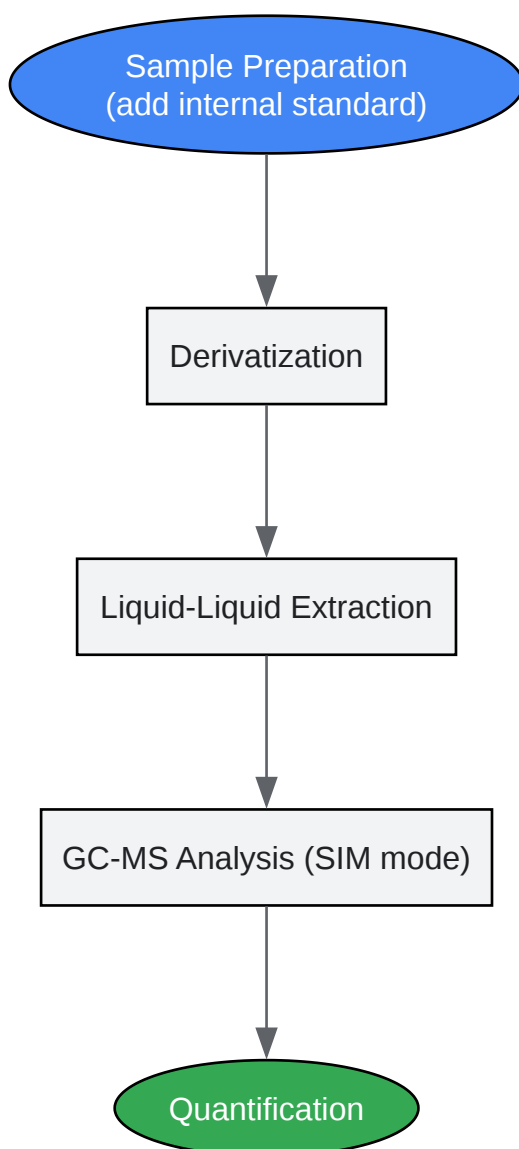 Sample Preparation
(add internal standard)
Derivatization
Liquid-Liquid Extraction
GC-MS Analysis (SIM mode)
Quantification